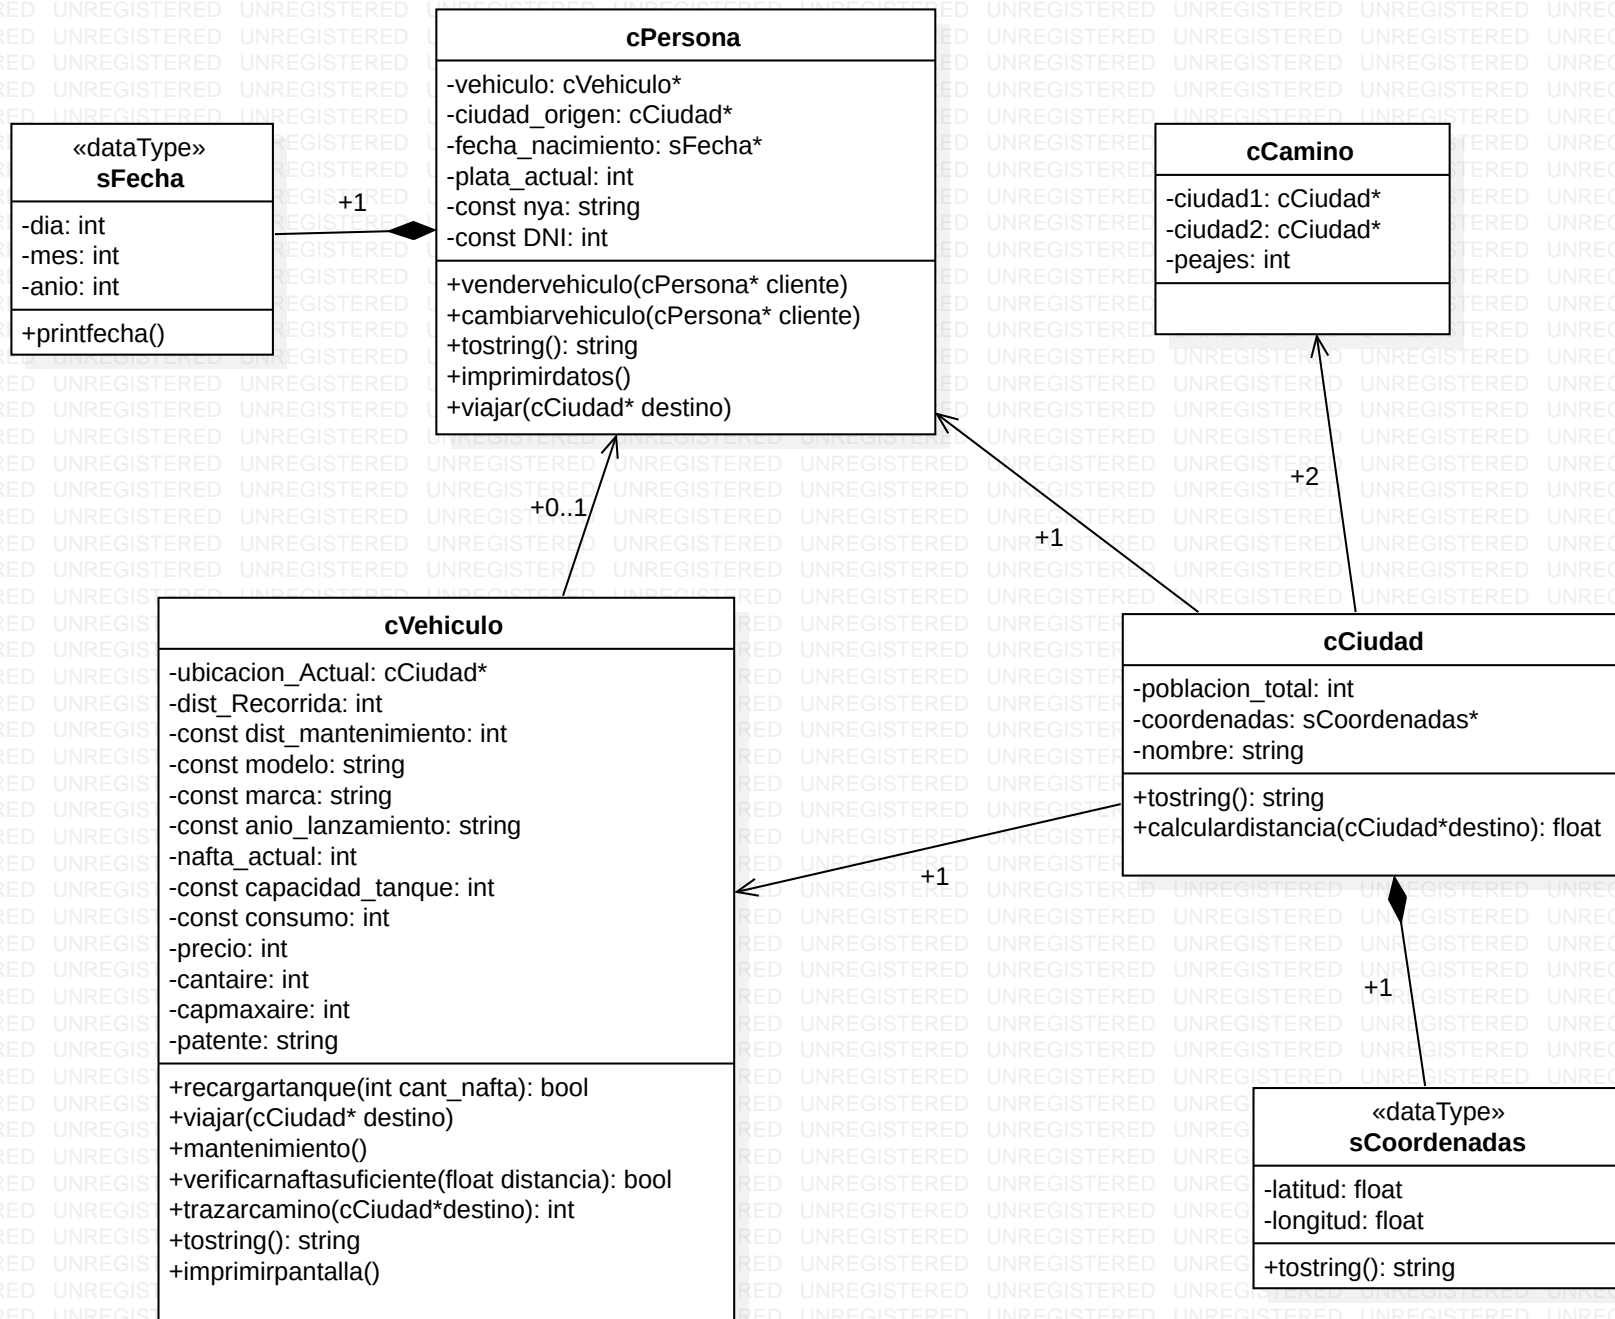 cPersona
-vehiculo: cVehiculo*
-ciudad_origen: cCiudad*
-fecha_nacimiento: sFecha*
-plata_actual: int
-const nya: string
-const DNI: int
+vendervehiculo(cPersona* cliente)
+cambiarvehiculo(cPersona* cliente)
+tostring(): string
+imprimirdatos()
+viajar(cCiudad* destino)
«dataType»
sFecha
-dia: int
-mes: int
-anio: int
+printfecha()
+1
cCamino
-ciudad1: cCiudad*
-ciudad2: cCiudad*
-peajes: int
+0..1
+1
+2
cVehiculo
-ubicacion_Actual: cCiudad*
-dist_Recorrida: int
-const dist_mantenimiento: int
-const modelo: string
-const marca: string
-const anio_lanzamiento: string
-nafta_actual: int
-const capacidad_tanque: int
-const consumo: int
-precio: int
-cantaire: int
-capmaxaire: int
-patente: string
+recargartanque(int cant_nafta): bool
+viajar(cCiudad* destino)
+mantenimiento()
+verificarnaftasuficiente(float distancia): bool
+trazarcamino(cCiudad*destino): int
+tostring(): string
+imprimirpantalla()
cCiudad
-poblacion_total: int
-coordenadas: sCoordenadas*
-nombre: string
+tostring(): string
+calculardistancia(cCiudad*destino): float
+1
+1
«dataType»
sCoordenadas
-latitud: float
-longitud: float
+tostring(): string
UNREGISTERED